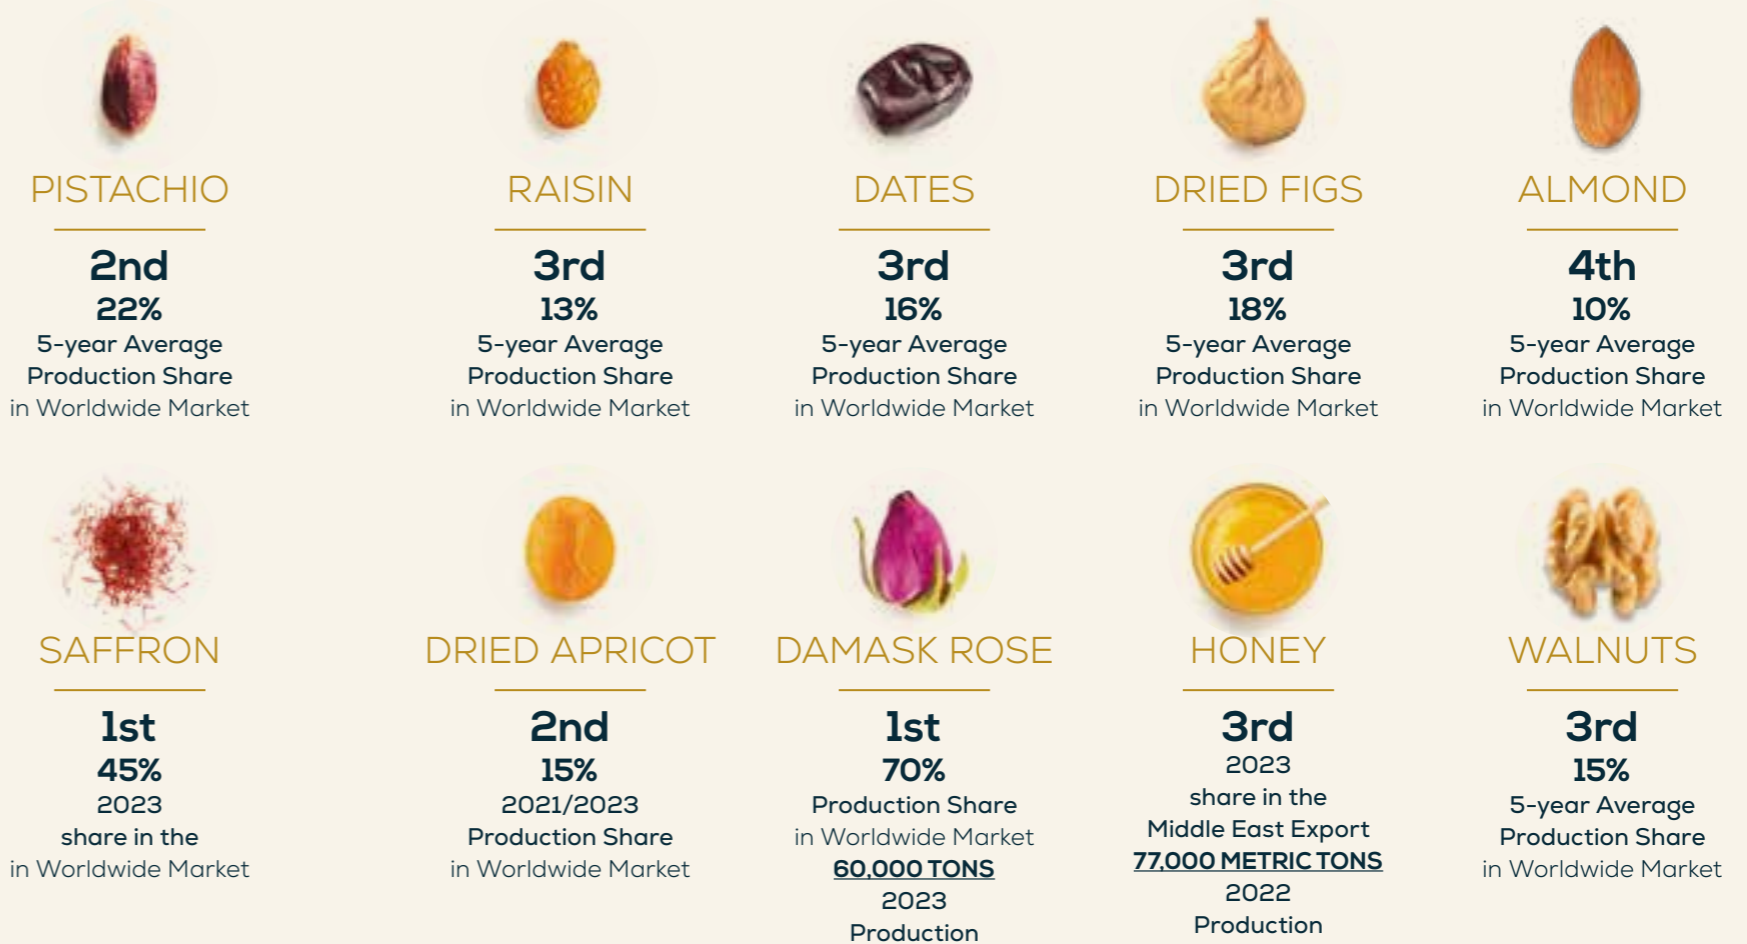 PISTACHIO
2nd
22%
5-year Average
Production Share
in Worldwide Market
RAISIN
3rd
13%
5-year Average
Production Share
in Worldwide Market
DATES
3rd
16%
5-year Average
Production Share
in Worldwide Market
DRIED FIGS
3rd
18%
5-year Average
Production Share
in Worldwide Market
ALMOND
4th
10%
5-year Average
Production Share
in Worldwide Market
SAFFRON
1st
45%
2023
share in the
in Worldwide Market
DRIED APRICOT
2nd
15%
2021/2023
Production Share
in Worldwide Market
DAMASK ROSE
1st
70%
Production Share
in Worldwide Market
60,000 TONS
2023
Production
HONEY
3rd
2023
share in the
Middle East Export
77,000 METRIC TONS
2022
Production
WALNUTS
3rd
15%
5-year Average
Production Share
in Worldwide Market